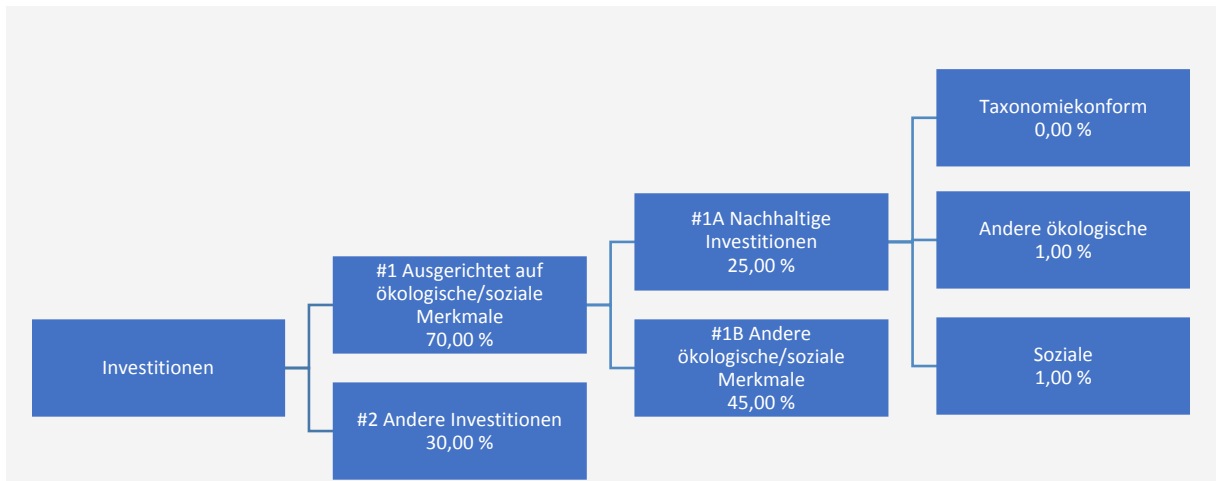 Investitionen
#1 Ausgerichtet auf
ökologische/soziale
Merkmale
70,00 %
#2 Andere Investitionen
30,00 %
#1A Nachhaltige
Investitionen
25,00 %
#1B Andere
ökologische/soziale
Merkmale
45,00 %
Taxonomiekonform
0,00 %
Andere ökologische
1,00 %
Soziale
1,00 %